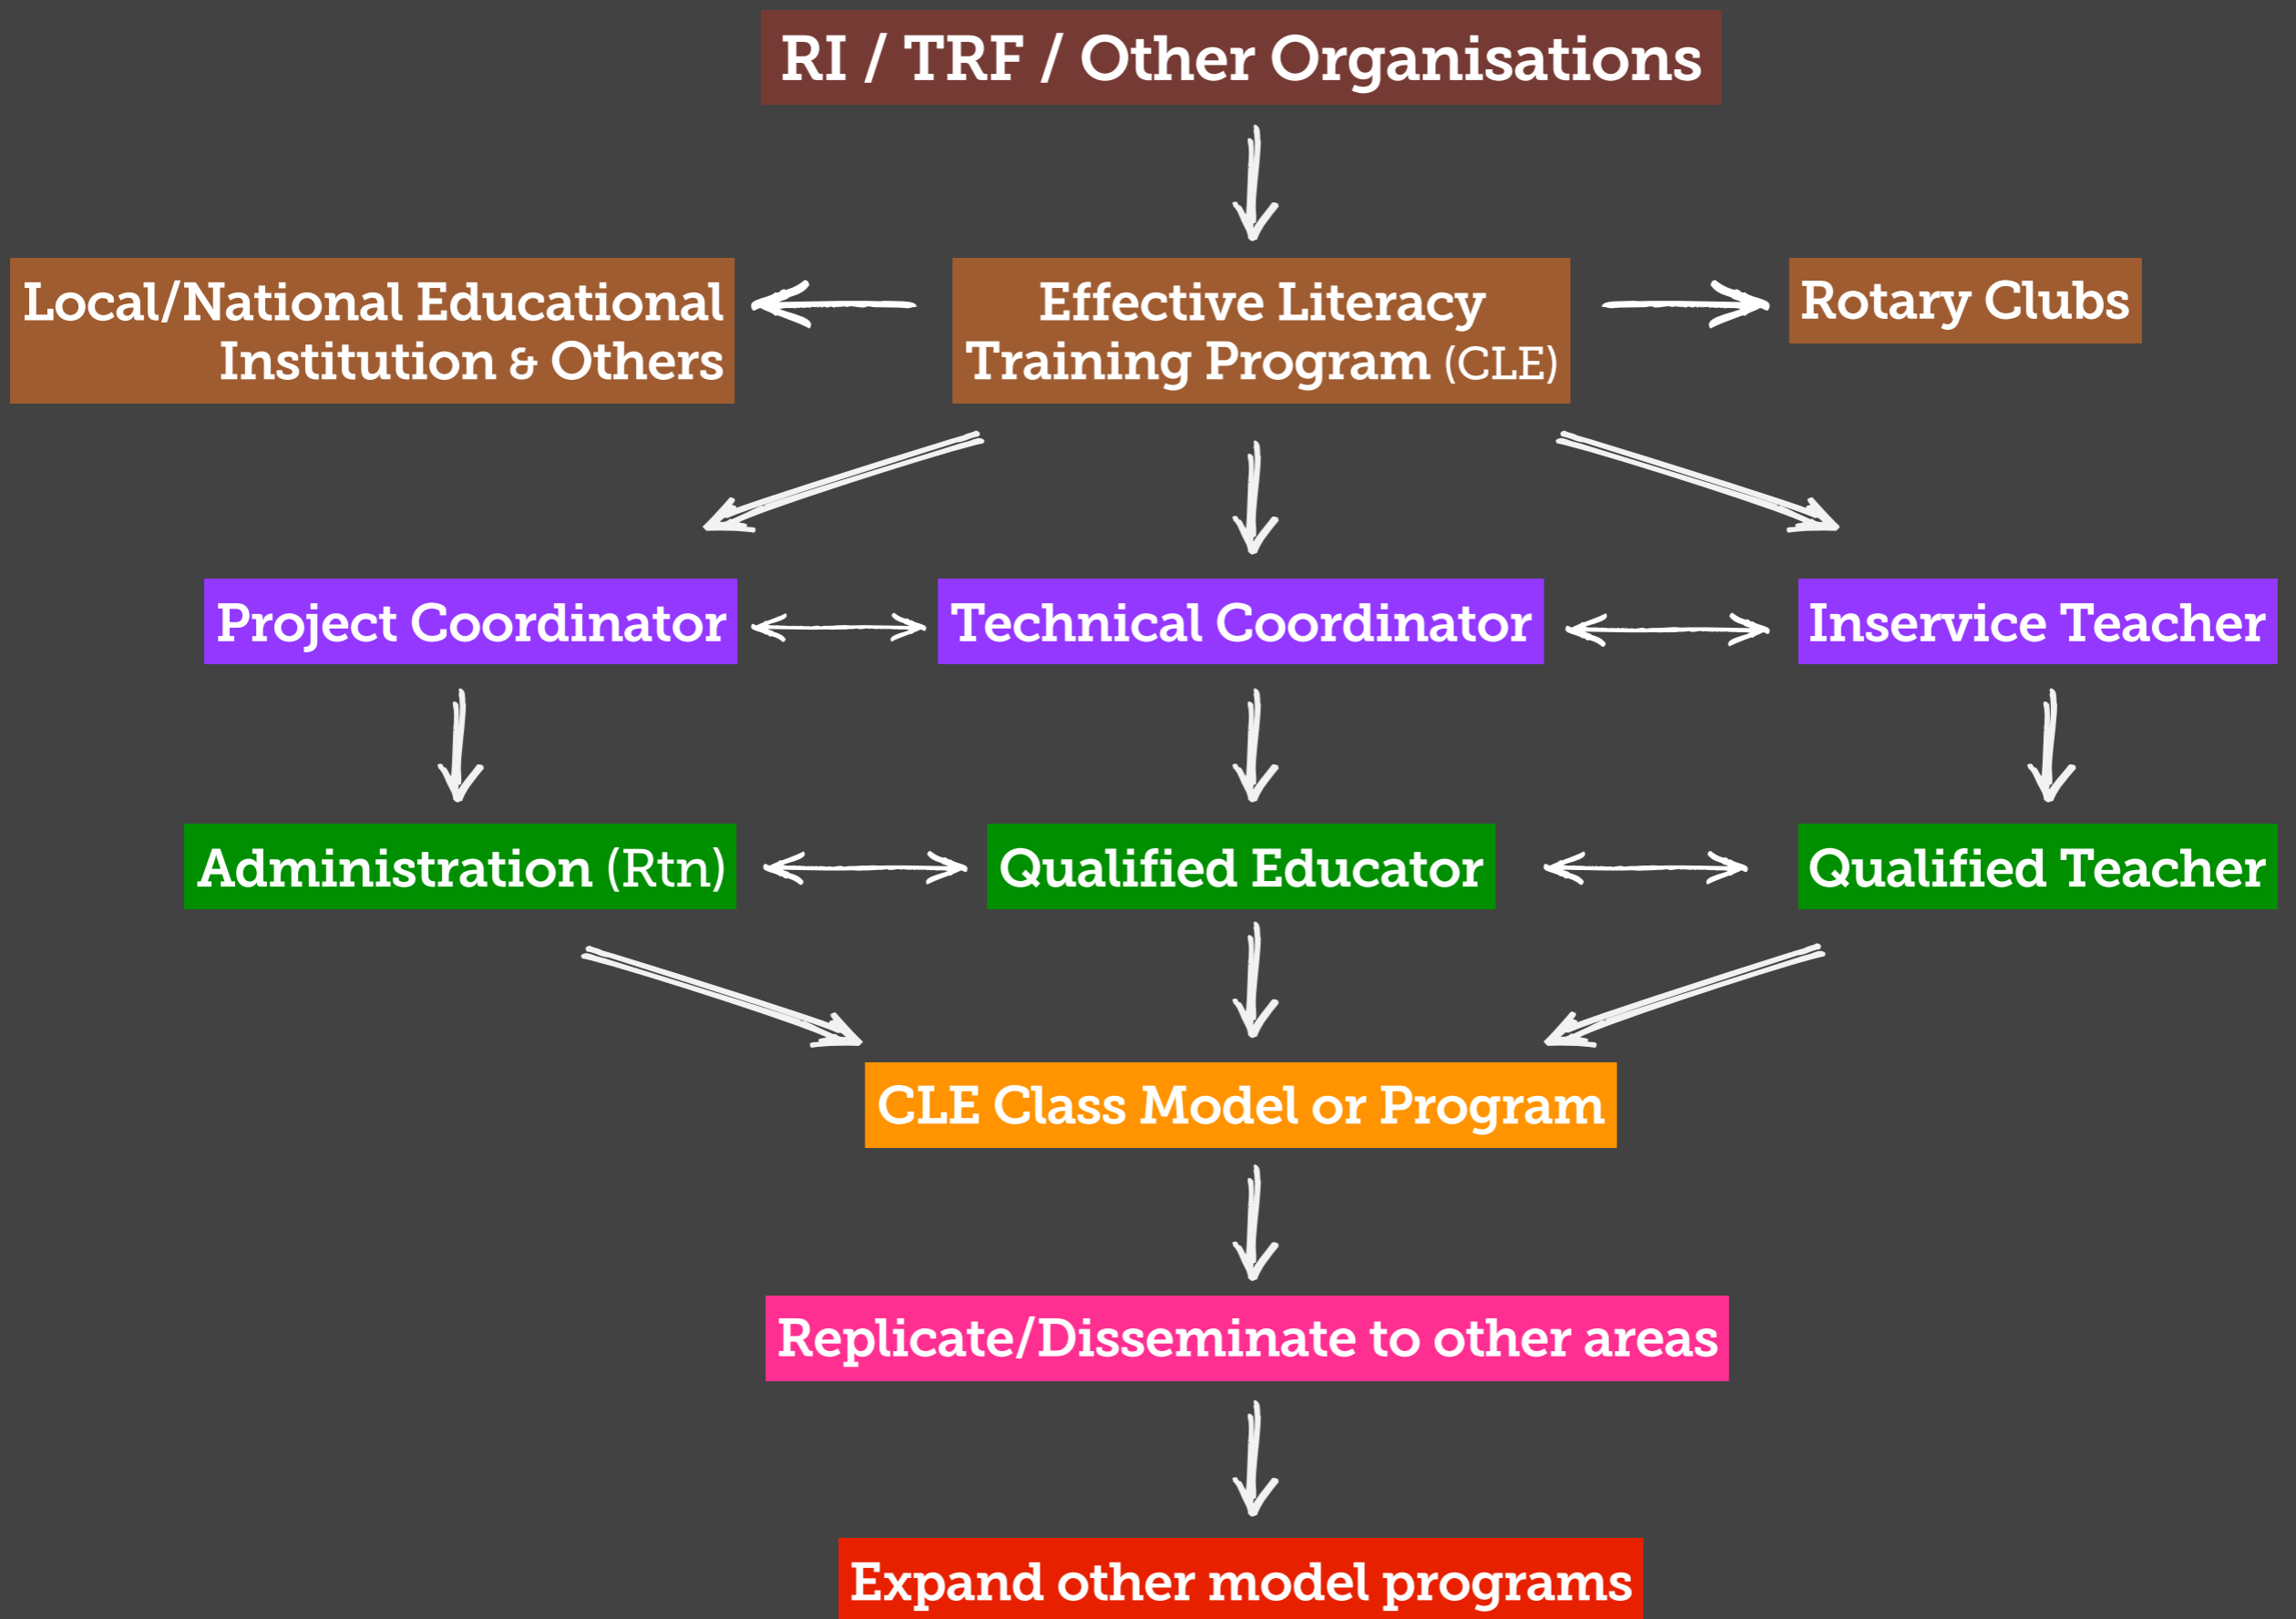 RI / TRF / Other Organisations
Local/National Educational
Institution & Others
Effective Literacy
Training Program (CLE)
Rotary Clubs
Project Coordinator
Technical Coordinator
Inservice Teacher
Administration (Rtn)
Qualified Educator
Qualified Teacher
CLE Class Model or Program
Replicate/Disseminate to other areas
Expand other model programs